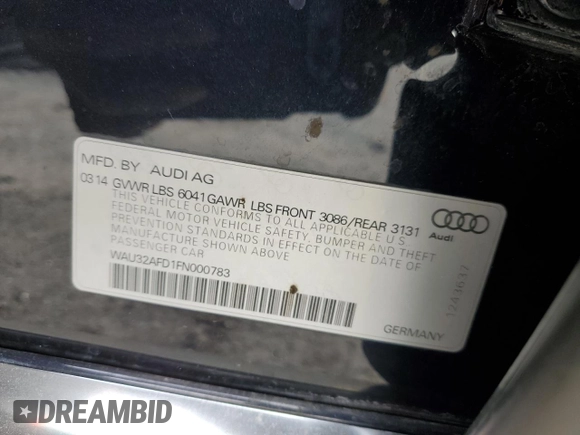 MFD. BY AUDI AG
03 14 GVWR LBS 6041 GAWR LBS FRONT 3086/REAR 3131
THIS VEHICLE CONFORMS TO ALL APPLICABLE U S
FEDERAL MOTOR VEHICLE SAFETY, BUMPER AND THEFT
PREVENTION STANDARDS IN EFFECT ON THE DATE OF
MANUFACTURE SHOWN ABOVE
PASSENGER CAR
WAU32AFD1FN000783
Audi
1243637
GERMANY
DREAMBID